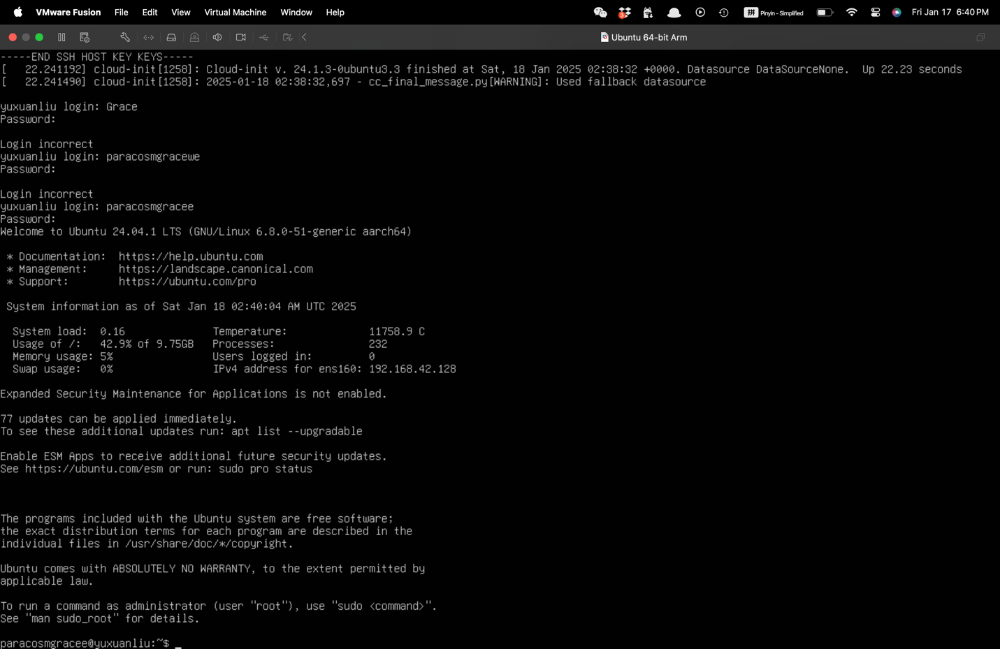 VMware Fusion File Edit View Virtual Machine Window Help 3 拼 Pinyin - Simplified Fri Jan 17 6:40 PM
Ubuntu 64-bit Arm
-----END SSH HOST KEY KEYS-----
[   22.241192] cloud-init[1258]: Cloud-init v. 24.1.3-0ubuntu3.3 finished at Sat, 18 Jan 2025 02:38:32 +0000. Datasource DataSourceNone.  Up 22.23 seconds
[   22.241490] cloud-init[1258]: 2025-01-18 02:38:32,697 - cc_final_message.py[WARNING]: Used fallback datasource
yuxuanliu login: Grace
Password:
Login incorrect
yuxuanliu login: paracosmgracewe
Password:
Login incorrect
yuxuanliu login: paracosmgracee
Password:
Welcome to Ubuntu 24.04.1 LTS (GNU/Linux 6.8.0-51-generic aarch64)
* Documentation:  https://help.ubuntu.com
* Management:     https://landscape.canonical.com
* Support:        https://ubuntu.com/pro
System information as of Sat Jan 18 02:40:04 AM UTC 2025
System load:  0.16              Temperature:             11758.9 C
Usage of /:   42.9% of 9.75GB   Processes:               232
Memory usage: 5%                Users logged in:         0
Swap usage:   0%                IPv4 address for ens160: 192.168.42.128
Expanded Security Maintenance for Applications is not enabled.
77 updates can be applied immediately.
To see these additional updates run: apt list --upgradable
Enable ESM Apps to receive additional future security updates.
See https://ubuntu.com/esm or run: sudo pro status
The programs included with the Ubuntu system are free software;
the exact distribution terms for each program are described in the
individual files in /usr/share/doc/*/copyright.
Ubuntu comes with ABSOLUTELY NO WARRANTY, to the extent permitted by
applicable law.
To run a command as administrator (user "root"), use "sudo <command>".
See "man sudo_root" for details.
paracosmgracee@yuxuanliu:~$ _